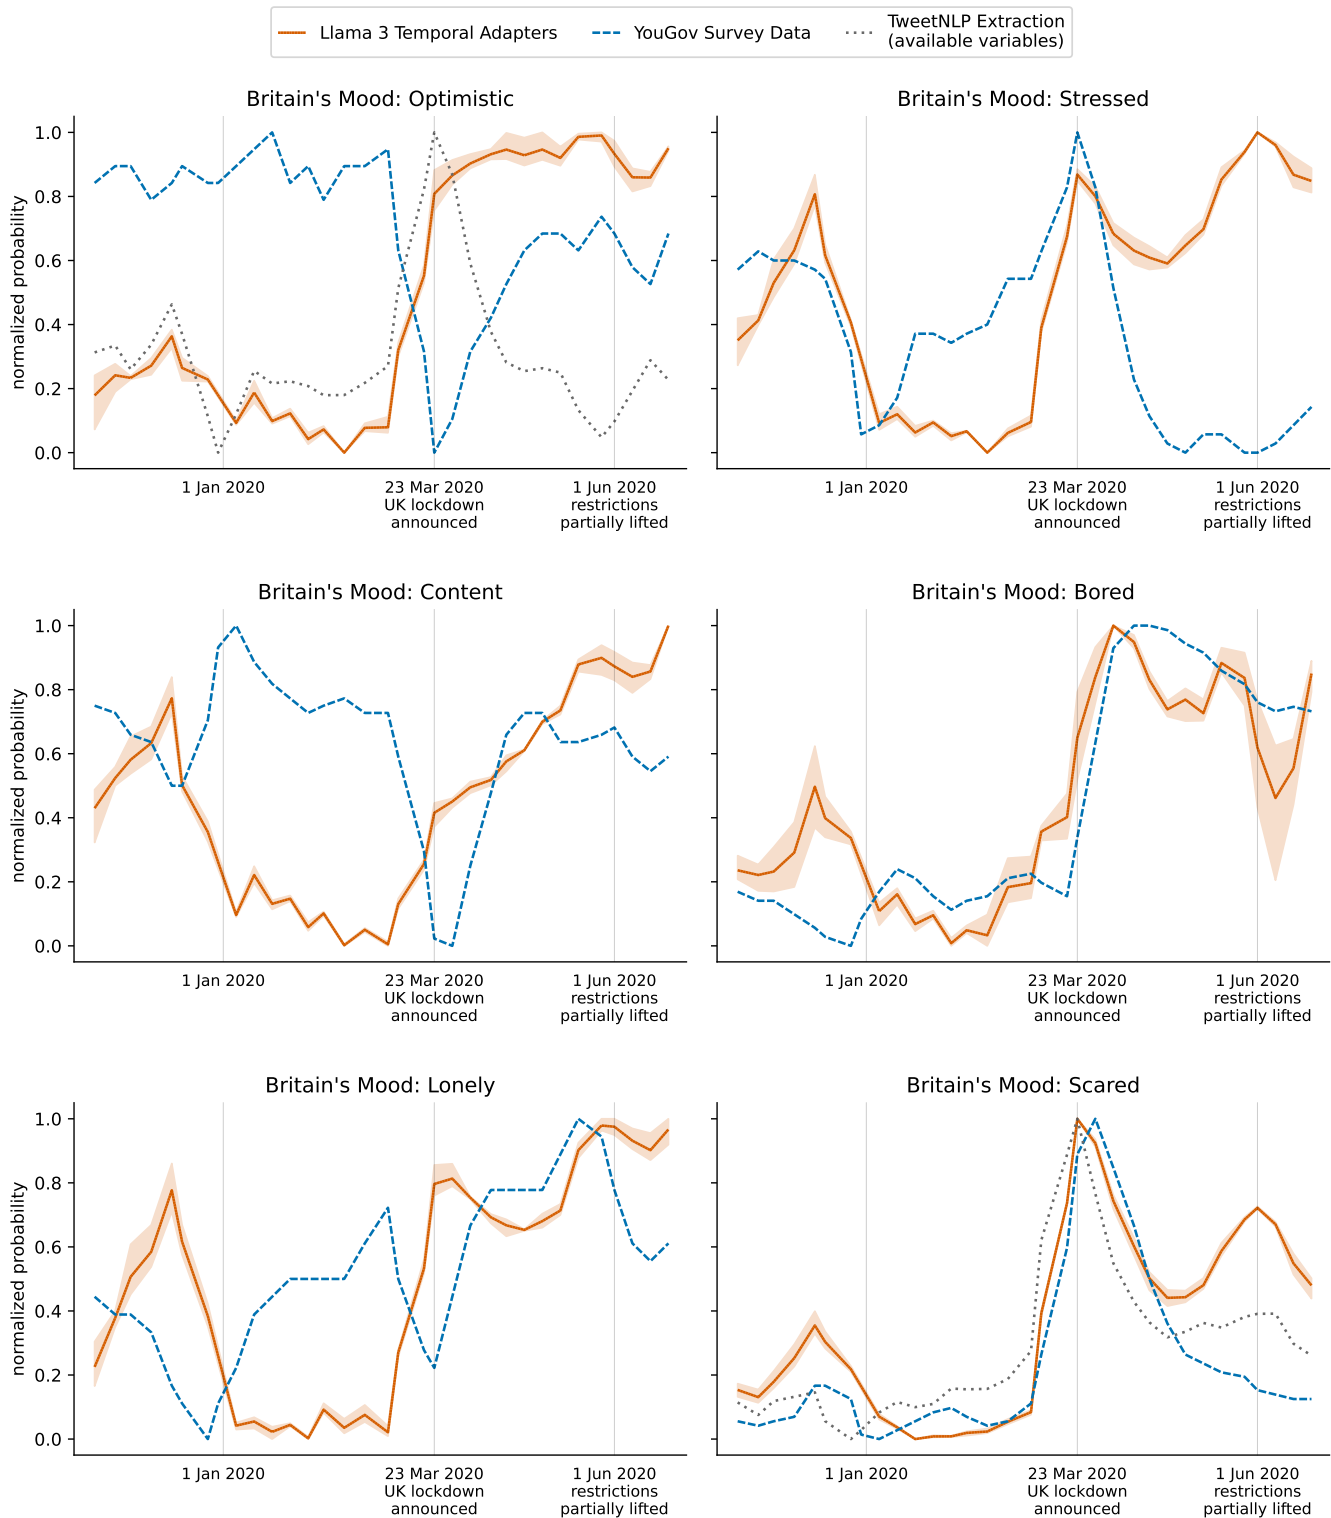 Llama 3 Temporal Adapters
YouGov Survey Data
TweetNLP Extraction
(available variables)
Britain's Mood: Optimistic
normalized probability
1.0
0.8
0.6
0.4
0.2
0.0
1 Jan 2020
23 Mar 2020
UK lockdown
announced
1 Jun 2020
restrictions
partially lifted
Britain's Mood: Stressed
1 Jan 2020
23 Mar 2020
UK lockdown
announced
1 Jun 2020
restrictions
partially lifted
Britain's Mood: Content
normalized probability
1.0
0.8
0.6
0.4
0.2
0.0
1 Jan 2020
23 Mar 2020
UK lockdown
announced
1 Jun 2020
restrictions
partially lifted
Britain's Mood: Bored
1 Jan 2020
23 Mar 2020
UK lockdown
announced
1 Jun 2020
restrictions
partially lifted
Britain's Mood: Lonely
normalized probability
1.0
0.8
0.6
0.4
0.2
0.0
1 Jan 2020
23 Mar 2020
UK lockdown
announced
1 Jun 2020
restrictions
partially lifted
Britain's Mood: Scared
1 Jan 2020
23 Mar 2020
UK lockdown
announced
1 Jun 2020
restrictions
partially lifted